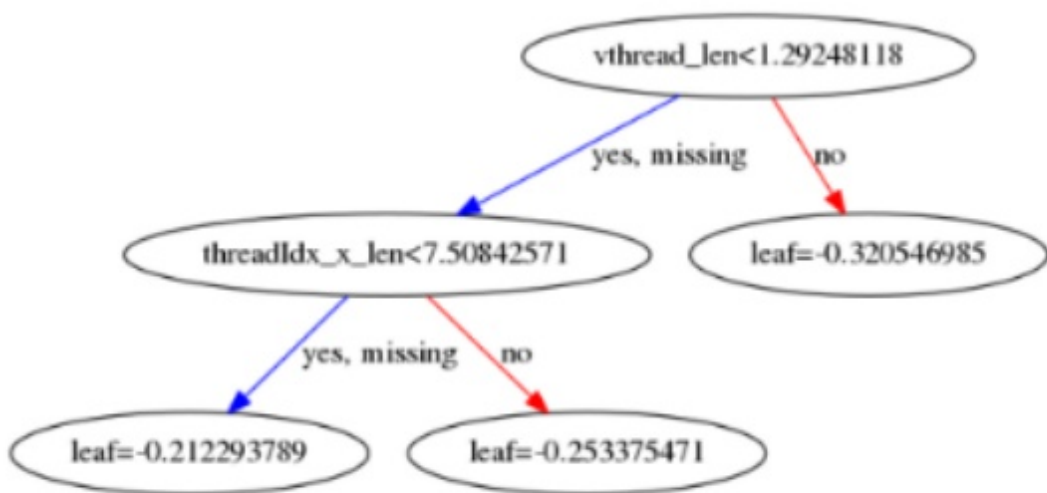 vthread_len<1.29248118
yes, missing
no
threadIdx_x_len<7.50842571
leaf=-0.320546985
yes, missing
no
leaf=-0.212293789
leaf=-0.253375471